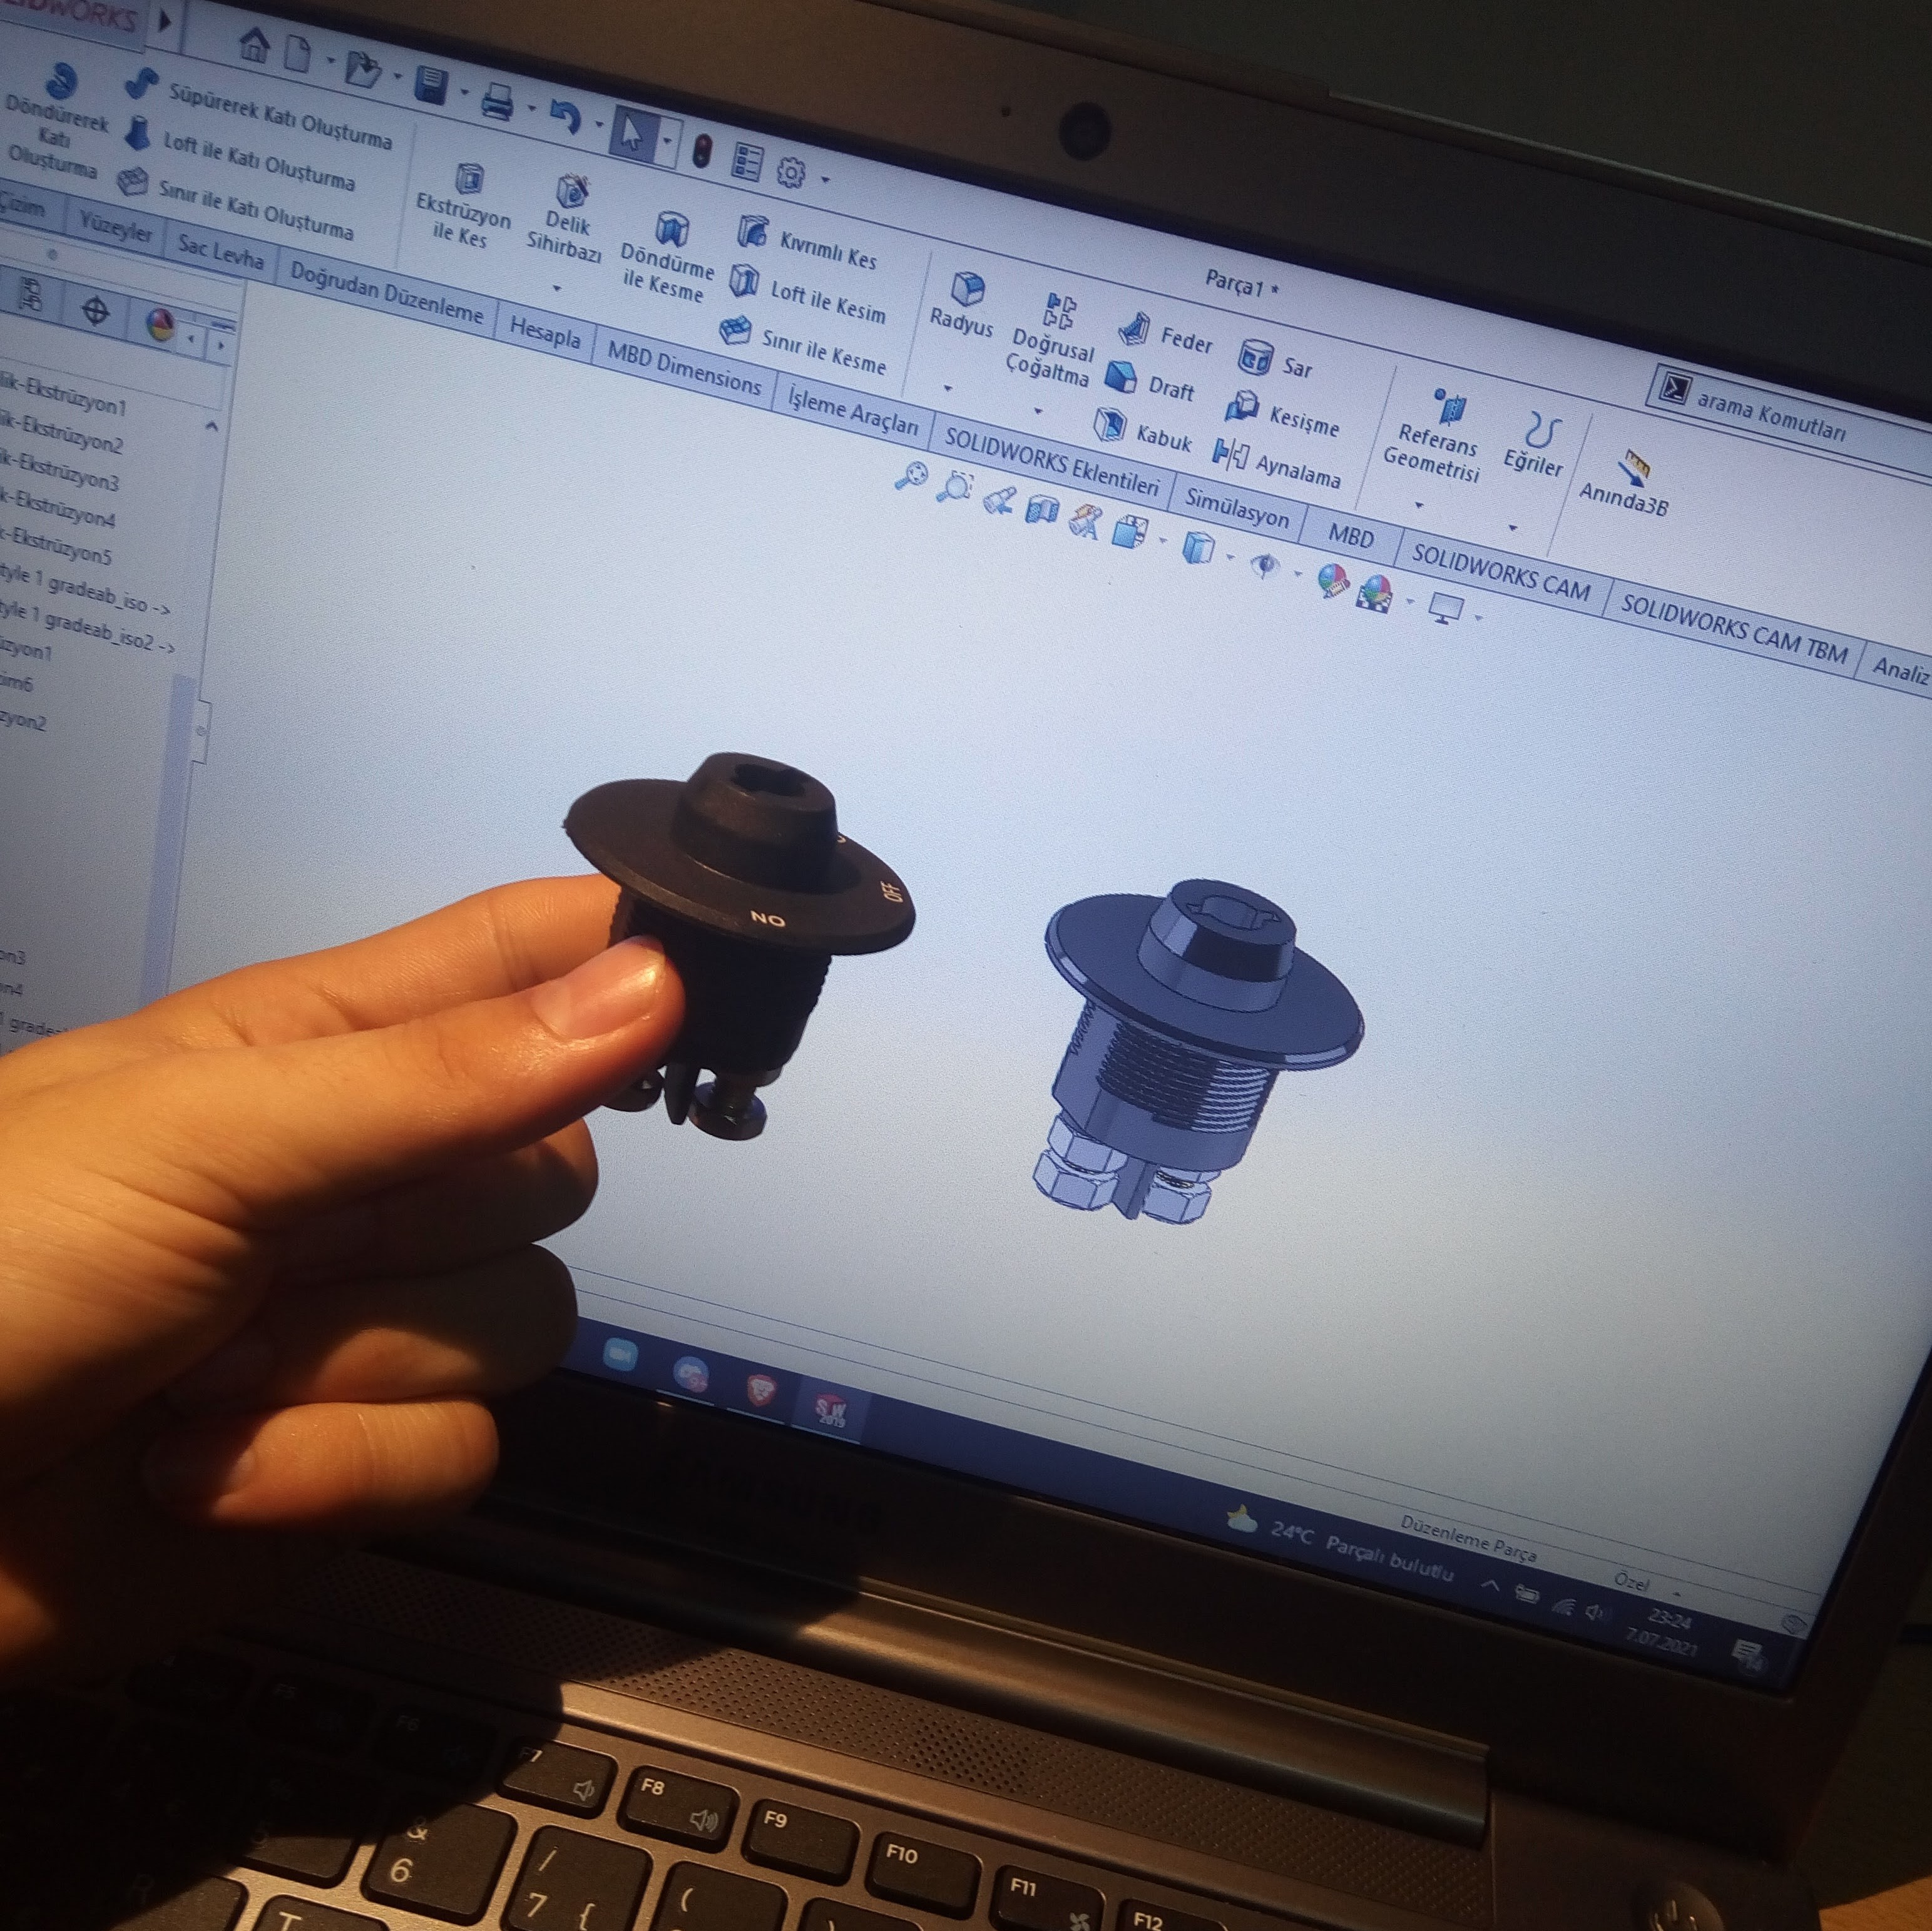 SOLIDWORKS
Döndürerek
Katı
Oluşturma
Süpürerek Katı Oluşturma
Loft ile Katı Oluşturma
Sınır ile Katı Oluşturma
Ekstrüzyon
ile Kes
Delik
Sihirbazı
Döndürme
ile Kesme
Kıvrımlı Kes
Loft ile Kesim
Sınır ile Kesme
Parça1 *
Radyus
Doğrusal
Çoğaltma
Feder
Draft
Kabuk
Sar
Kesişme
Aynalama
Referans
Geometrisi
Eğriler
Anında3B
arama Komutları
Çizim
Yüzeyler
Sac Levha
Doğrudan Düzenleme
Hesapla
MBD Dimensions
İşleme Araçları
SOLIDWORKS Eklentileri
Simülasyon
MBD
SOLIDWORKS CAM
SOLIDWORKS CAM TBM
Analiz
lik-Ekstrüzyon1
lik-Ekstrüzyon2
ik-Ekstrüzyon3
k-Ekstrüzyon4
k-Ekstrüzyon5
tyle 1 gradeab_iso ->
tyle 1 gradeab_iso2 ->
üzyon1
zim6
zyon2
on3
on4
1 gradea
NO
OFF
SW
2019
Düzenleme Parça
Özel
24°C Parçalı bulutlu
23:24
7.07.2021
F5
F6
F7
F8
F9
F10
F11
F12
&
6
/
7 {
(
)
T
R